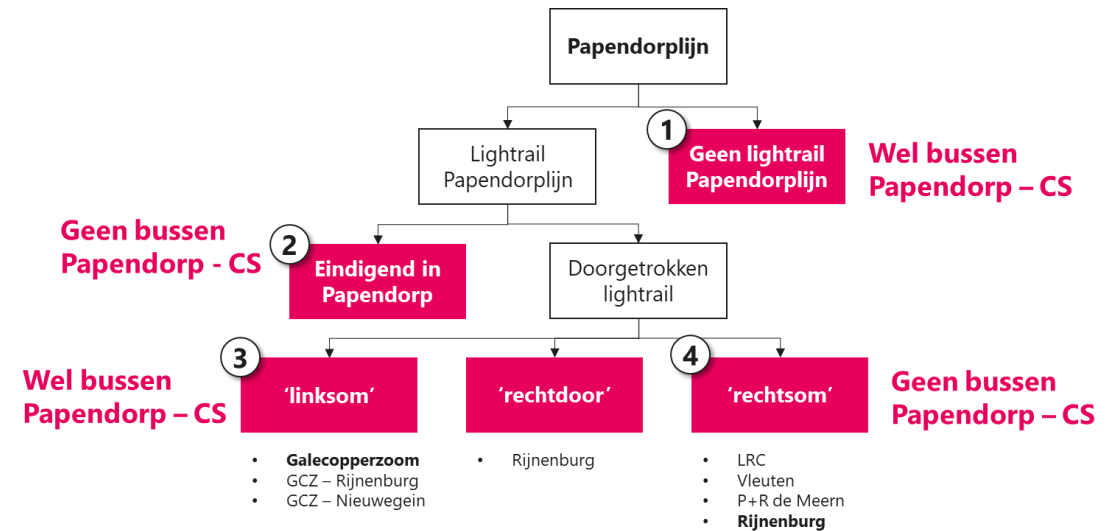 Papendorplijn
1
Geen lightrail
Papendorplijn
Wel bussen
Papendorp – CS
Lightrail
Papendorplijn
Geen bussen
Papendorp - CS
2
Eindigend in
Papendorp
Doorgetrokken
lightrail
Wel bussen
Papendorp – CS
3
‘linksom’
‘rechtdoor’
4
‘rechtsom’
Geen bussen
Papendorp – CS
• Galecopperzoom
• GCZ – Rijnenburg
• GCZ – Nieuwegein
• Rijnenburg
• LRC
• Vleuten
• P+R de Meern
• Rijnenburg